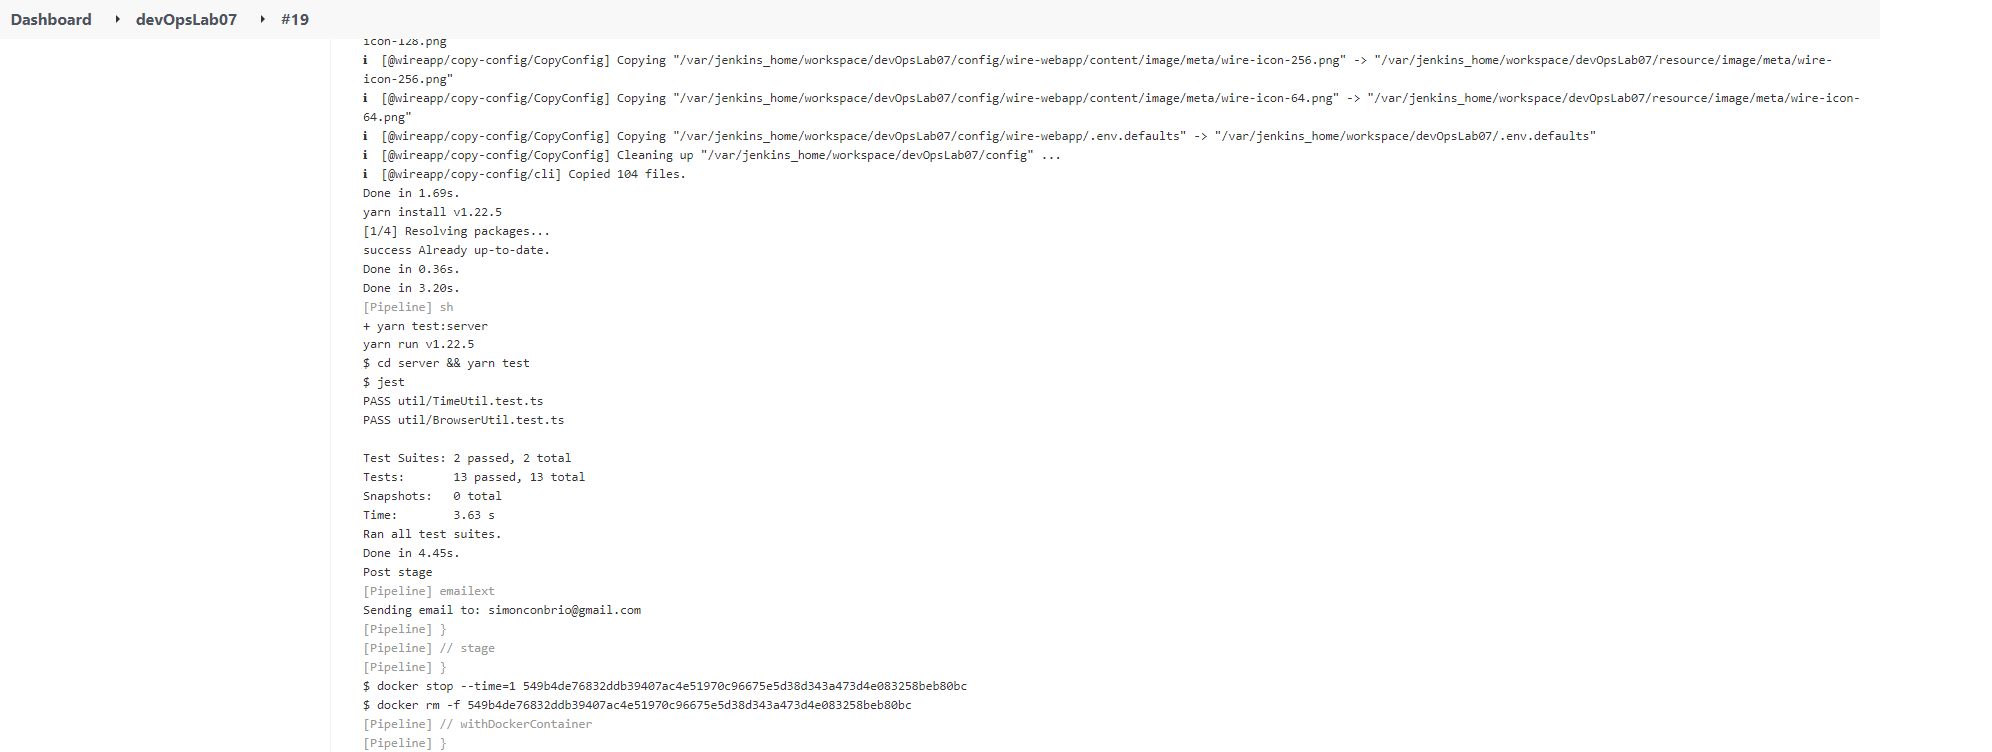 Dashboard devOpsLab07 #19
icon-128.png
i [@wireapp/copy-config/CopyConfig] Copying "/var/jenkins_home/workspace/devOpsLab07/config/wire-webapp/content/image/meta/wire-icon-256.png" -> "/var/jenkins_home/workspace/devOpsLab07/resource/image/meta/wire-
icon-256.png"
i [@wireapp/copy-config/CopyConfig] Copying "/var/jenkins_home/workspace/devOpsLab07/config/wire-webapp/content/image/meta/wire-icon-64.png" -> "/var/jenkins_home/workspace/devOpsLab07/resource/image/meta/wire-icon-
64.png"
i [@wireapp/copy-config/CopyConfig] Copying "/var/jenkins_home/workspace/devOpsLab07/config/wire-webapp/.env.defaults" -> "/var/jenkins_home/workspace/devOpsLab07/.env.defaults"
i [@wireapp/copy-config/CopyConfig] Cleaning up "/var/jenkins_home/workspace/devOpsLab07/config" ...
i [@wireapp/copy-config/cli] Copied 104 files.
Done in 1.69s.
yarn install v1.22.5
[1/4] Resolving packages...
success Already up-to-date.
Done in 0.36s.
Done in 3.20s.
[Pipeline] sh
+ yarn test:server
yarn run v1.22.5
$ cd server && yarn test
$ jest
PASS util/TimeUtil.test.ts
PASS util/BrowserUtil.test.ts
Test Suites: 2 passed, 2 total
Tests: 13 passed, 13 total
Snapshots: 0 total
Time: 3.63 s
Ran all test suites.
Done in 4.45s.
Post stage
[Pipeline] emailext
Sending email to: simonconbrio@gmail.com
[Pipeline] }
[Pipeline] // stage
[Pipeline] }
$ docker stop --time=1 549b4de76832ddb39407ac4e51970c96675e5d38d343a473d4e083258beb80bc
$ docker rm -f 549b4de76832ddb39407ac4e51970c96675e5d38d343a473d4e083258beb80bc
[Pipeline] // withDockerContainer
[Pipeline] }